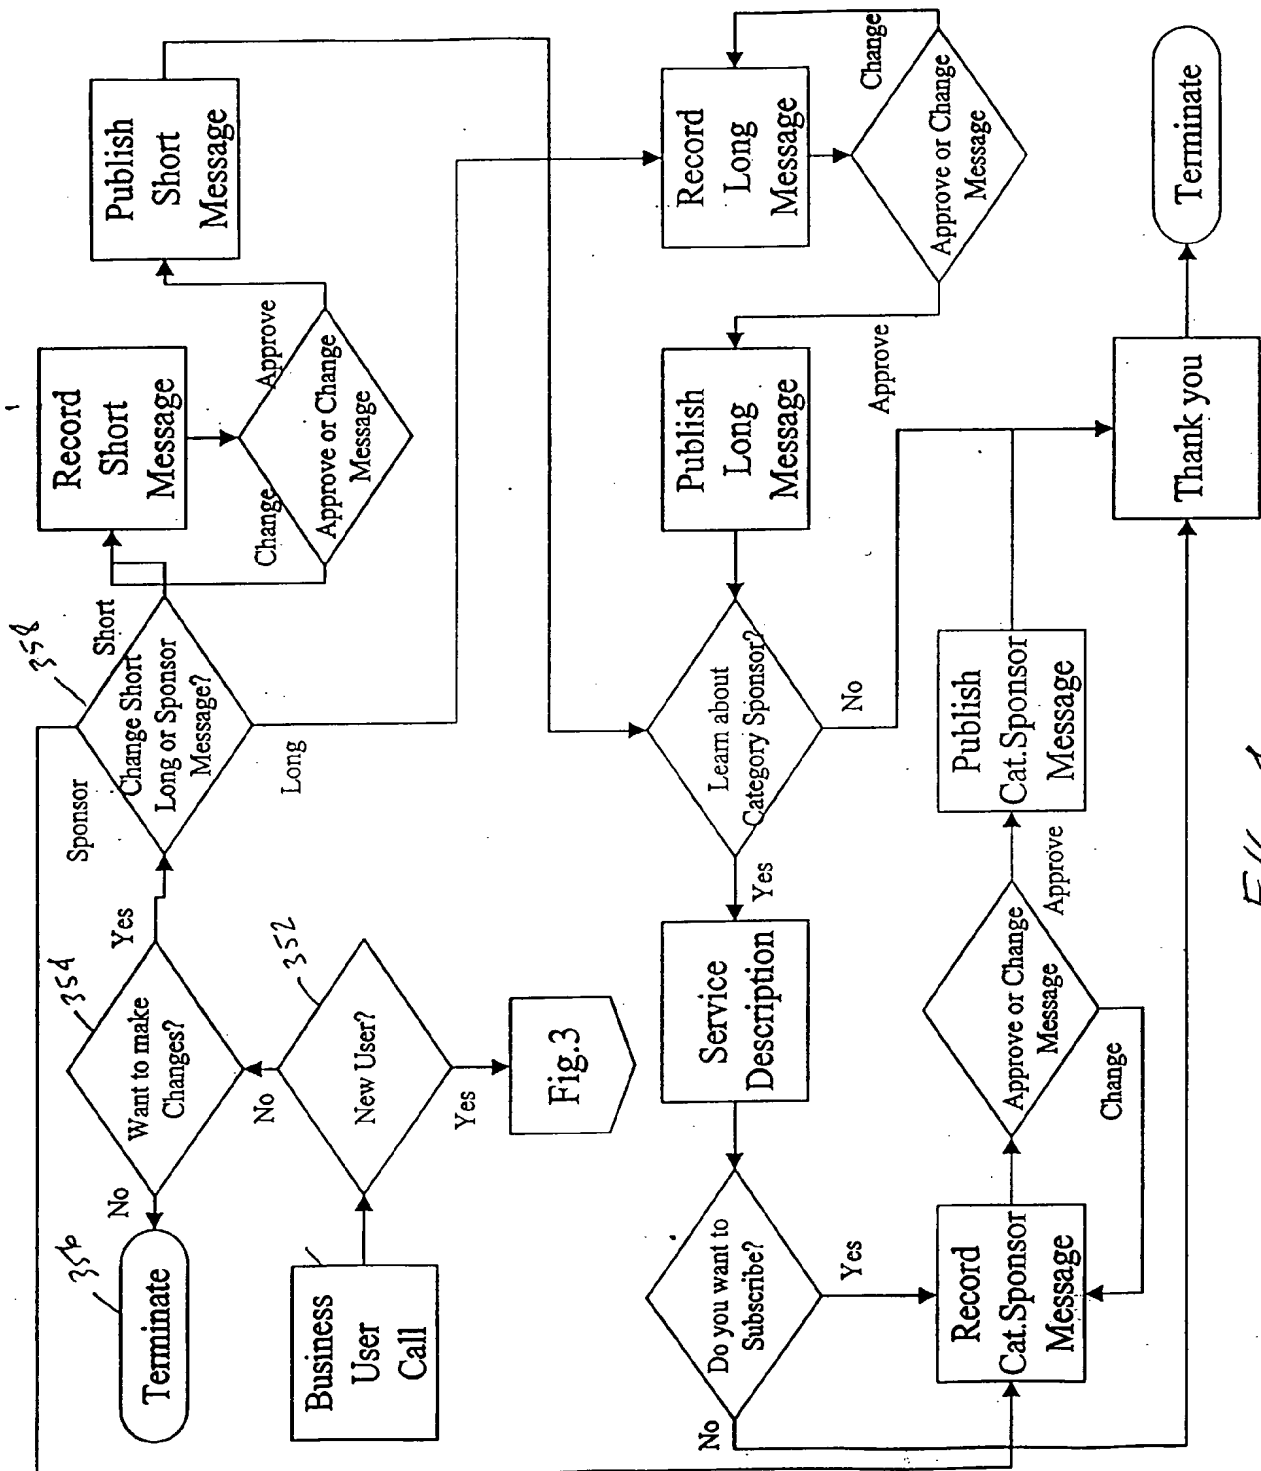 356
Terminate
No
354
Want to make
Changes?
Yes
Sponsor
358
Change Short
Long or Sponsor
Message?
Short
Long
Record
Short
Message
Change
Approve
Approve or Change
Message
Publish
Short
Message
Business
User
Call
352
New User?
No
Yes
Fig.3
Do you want to
Subscribe?
No
Yes
Service
Description
Yes
Learn about
Category Sponsor?
No
Publish
Long
Message
Approve
Record
Long
Message
Change
Approve or Change
Message
Record
Cat.Sponsor
Message
Approve or Change
Message
Change
Approve
Publish
Cat.Sponsor
Message
Thank you
Terminate